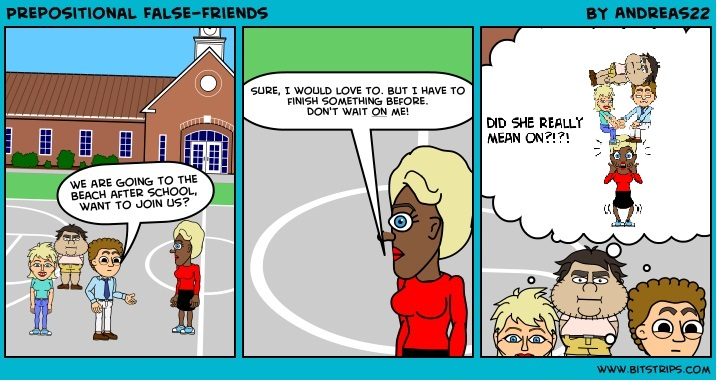 PREPOSITIONAL FALSE-FRIENDS
BY ANDREAS22
WE ARE GOING TO THE
BEACH AFTER SCHOOL,
WANT TO JOIN US?
SURE, I WOULD LOVE TO. BUT I HAVE TO
FINISH SOMETHING BEFORE.
DON'T WAIT ON ME!
DID SHE REALLY
MEAN ON?!?!
WWW.BITSTRIPS.COM